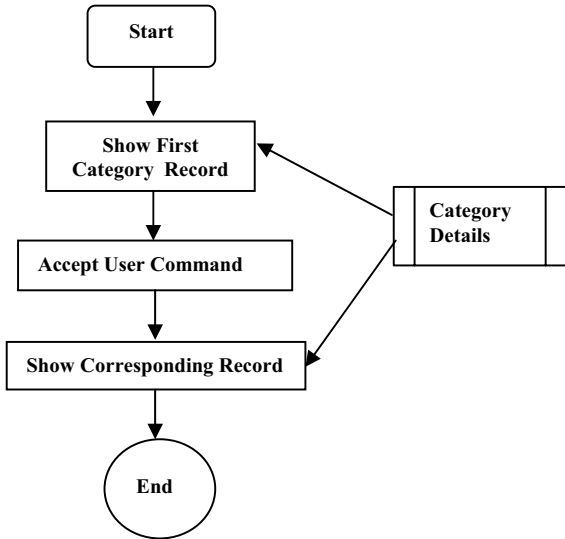 Start
Show First
Category Record
Category
Details
Accept User Command
Show Corresponding Record
End